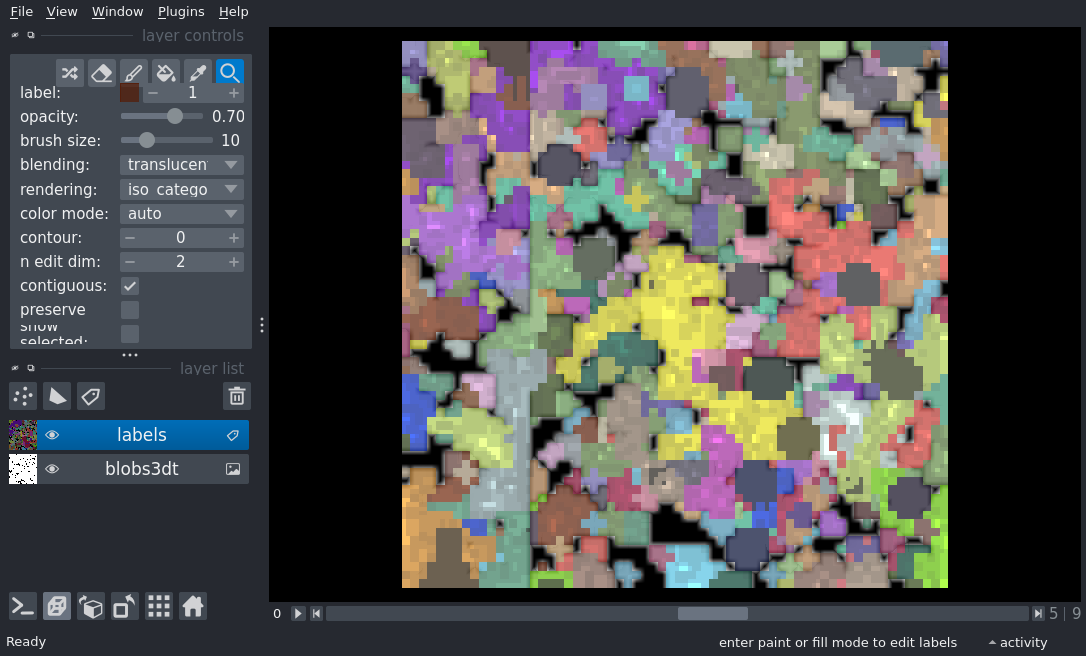 File View Window Plugins Help
layer controls
label: 1
opacity: 0.70
brush size: 10
blending: translucen
rendering: iso_catego
color mode: auto
contour: 0
n edit dim: 2
contiguous:
preserve
show
selected:
layer list
labels
blobs3dt
0 5 | 9
Ready enter paint or fill mode to edit labels activity